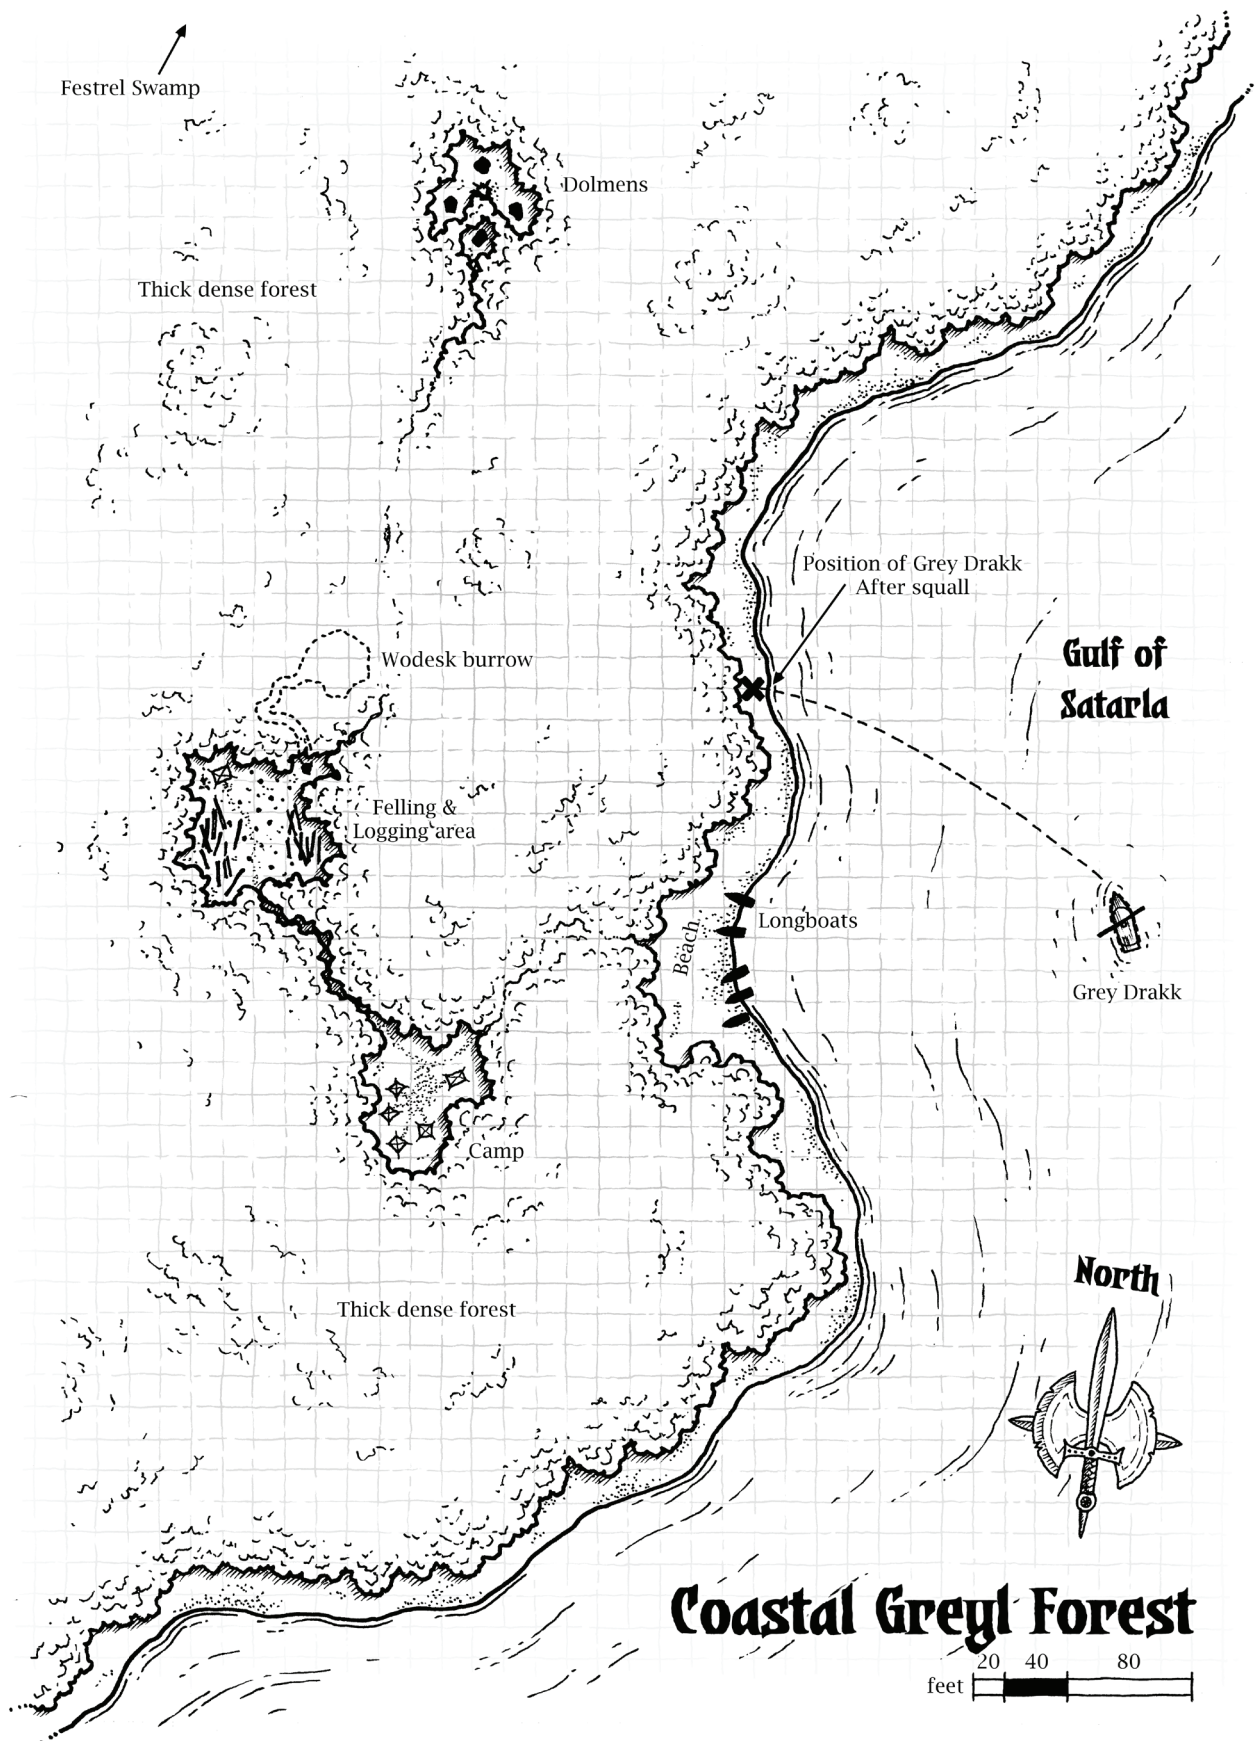 Festrel Swamp
Dolmens
Thick dense forest
Position of Grey Drakk
After squall
Gulf of
Satarla
Wodesk burrow
Felling &
Logging area
Beach
Longboats
Grey Drakk
Camp
North
Thick dense forest
Coastal Greyl Forest
20 40 80
feet